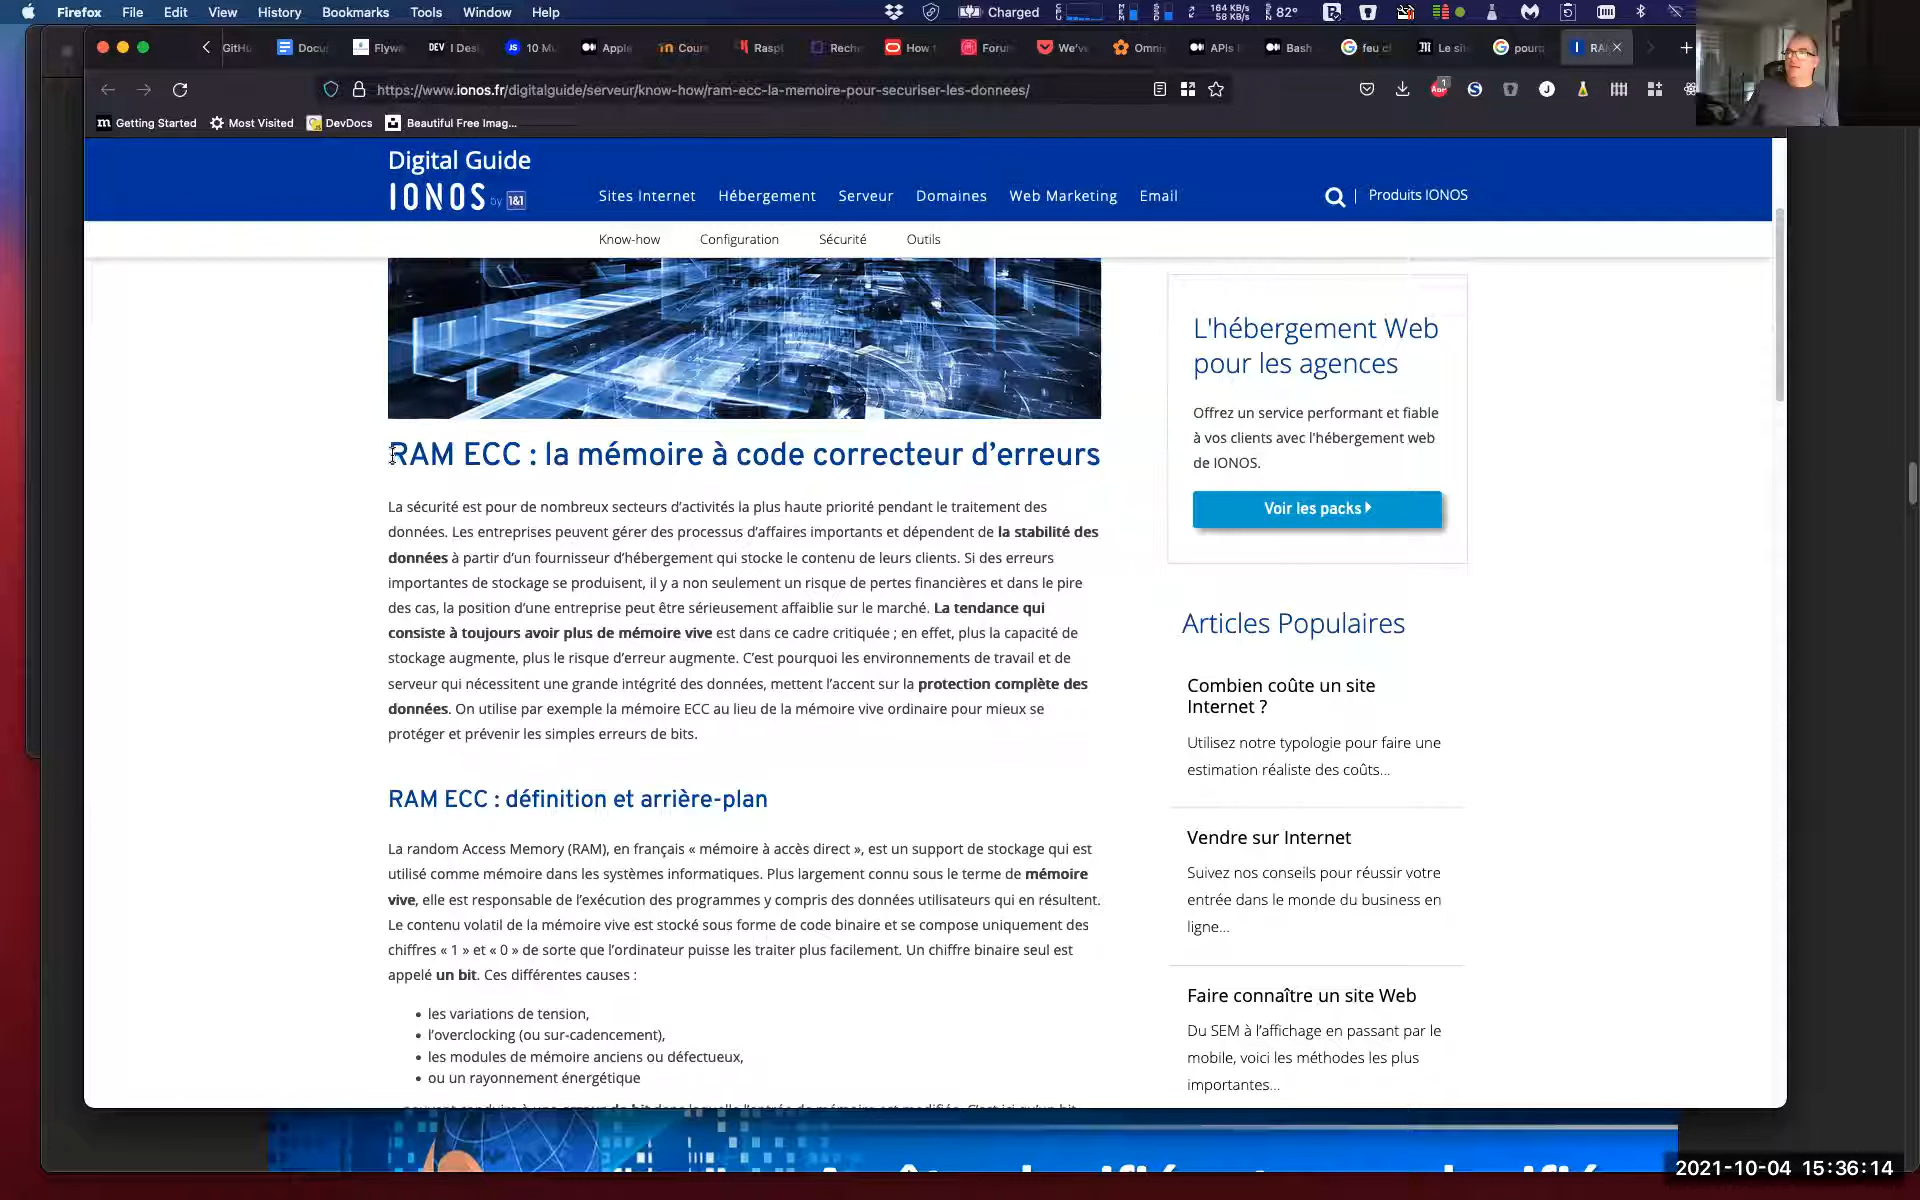 Firefox File Edit View History Bookmarks Tools Window Help Charged 164 KB/s 58 KB/s 82°
GitHu Docu Flywa DEV I Des 10 Mu Apple Cours Rasp Rech How t Foru We've Omni APIs Bash feu c Le si pourq RA
https://www.ionos.fr/digitalguide/serveur/know-how/ram-ecc-la-memoire-pour-securiser-les-donnees/
Getting Started Most Visited DevDocs Beautiful Free Imag...
Digital Guide
IONOS by 1&1
Sites Internet Hébergement Serveur Domaines Web Marketing Email | Produits IONOS
Know-how Configuration Sécurité Outils
RAM ECC : la mémoire à code correcteur d’erreurs
La sécurité est pour de nombreux secteurs d’activités la plus haute priorité pendant le traitement des
données. Les entreprises peuvent gérer des processus d’affaires importants et dépendent de la stabilité des
données à partir d’un fournisseur d’hébergement qui stocke le contenu de leurs clients. Si des erreurs
importantes de stockage se produisent, il y a non seulement un risque de pertes financières et dans le pire
des cas, la position d’une entreprise peut être sérieusement affaiblie sur le marché. La tendance qui
consiste à toujours avoir plus de mémoire vive est dans ce cadre critiquée ; en effet, plus la capacité de
stockage augmente, plus le risque d’erreur augmente. C’est pourquoi les environnements de travail et de
serveur qui nécessitent une grande intégrité des données, mettent l’accent sur la protection complète des
données. On utilise par exemple la mémoire ECC au lieu de la mémoire vive ordinaire pour mieux se
protéger et prévenir les simples erreurs de bits.
RAM ECC : définition et arrière-plan
La random Access Memory (RAM), en français « mémoire à accès direct », est un support de stockage qui est
utilisé comme mémoire dans les systèmes informatiques. Plus largement connu sous le terme de mémoire
vive, elle est responsable de l’exécution des programmes y compris des données utilisateurs qui en résultent.
Le contenu volatil de la mémoire vive est stocké sous forme de code binaire et se compose uniquement des
chiffres « 1 » et « 0 » de sorte que l’ordinateur puisse les traiter plus facilement. Un chiffre binaire seul est
appelé un bit. Ces différentes causes :
• les variations de tension,
• l’overclocking (ou sur-cadencement),
• les modules de mémoire anciens ou défectueux,
• ou un rayonnement énergétique
L'hébergement Web
pour les agences
Offrez un service performant et fiable
à vos clients avec l'hébergement web
de IONOS.
Voir les packs
Articles Populaires
Combien coûte un site
Internet ?
Utilisez notre typologie pour faire une
estimation réaliste des coûts...
Vendre sur Internet
Suivez nos conseils pour réussir votre
entrée dans le monde du business en
ligne...
Faire connaître un site Web
Du SEM à l’affichage en passant par le
mobile, voici les méthodes les plus
importantes...
2021-10-04 15:36:14